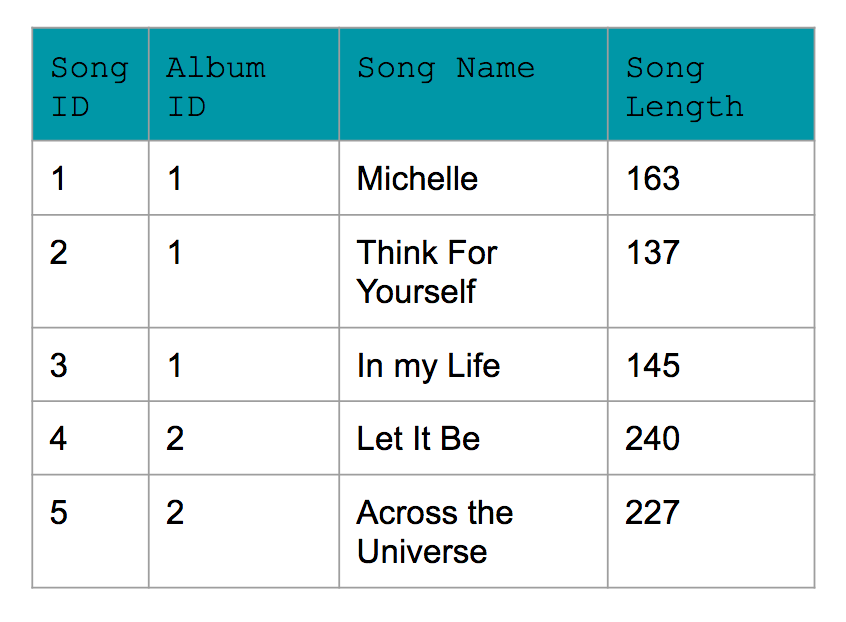 Song ID Album ID Song Name Song Length
1 1 Michelle 163
2 1 Think For Yourself 137
3 1 In my Life 145
4 2 Let It Be 240
5 2 Across the Universe 227